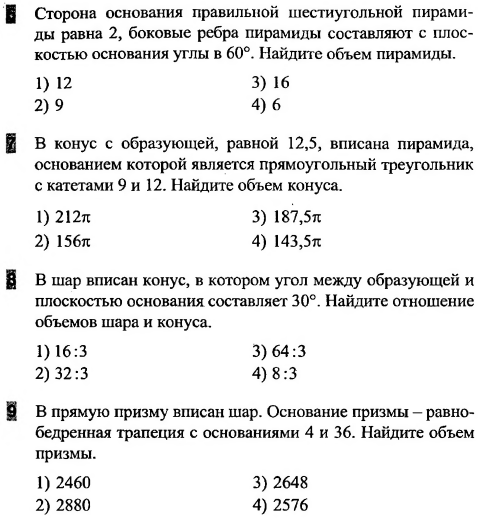 Сторона основания правильной шестиугольной пирами-
ды равна 2, боковые ребра пирамиды составляют с плос-
костью основания углы в 60°. Найдите объем пирамиды.
1) 12 3) 16
2) 9 4) 6
7 В конус с образующей, равной 12,5, вписана пирамида,
основанием которой является прямоугольный треугольник
с катетами 9 и 12. Найдите объем конуса.
1) 212π 3) 187,5π
2) 156π 4) 143,5π
8 В шар вписан конус, в котором угол между образующей и
плоскостью основания составляет 30°. Найдите отношение
объемов шара и конуса.
1) 16:3 3) 64:3
2) 32:3 4) 8:3
9 В прямую призму вписан шар. Основание призмы – равно-
бедренная трапеция с основаниями 4 и 36. Найдите объем
призмы.
1) 2460 3) 2648
2) 2880 4) 2576